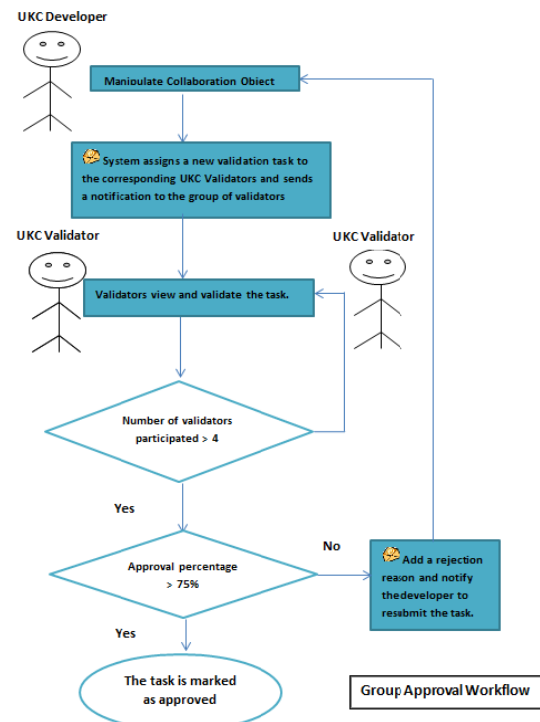 UKC Developer
Manipulate Collaboration Object
System assigns a new validation task to
the corresponding UKC Validators and sends
a notification to the group of validators
UKC Validator
UKC Validator
Validators view and validate the task.
Number of validators
participated > 4
Yes
Approval percentage
> 75%
No
Add a rejection
reason and notify
the developer to
resubmit the task.
Yes
The task is marked
as approved
Group Approval Workflow